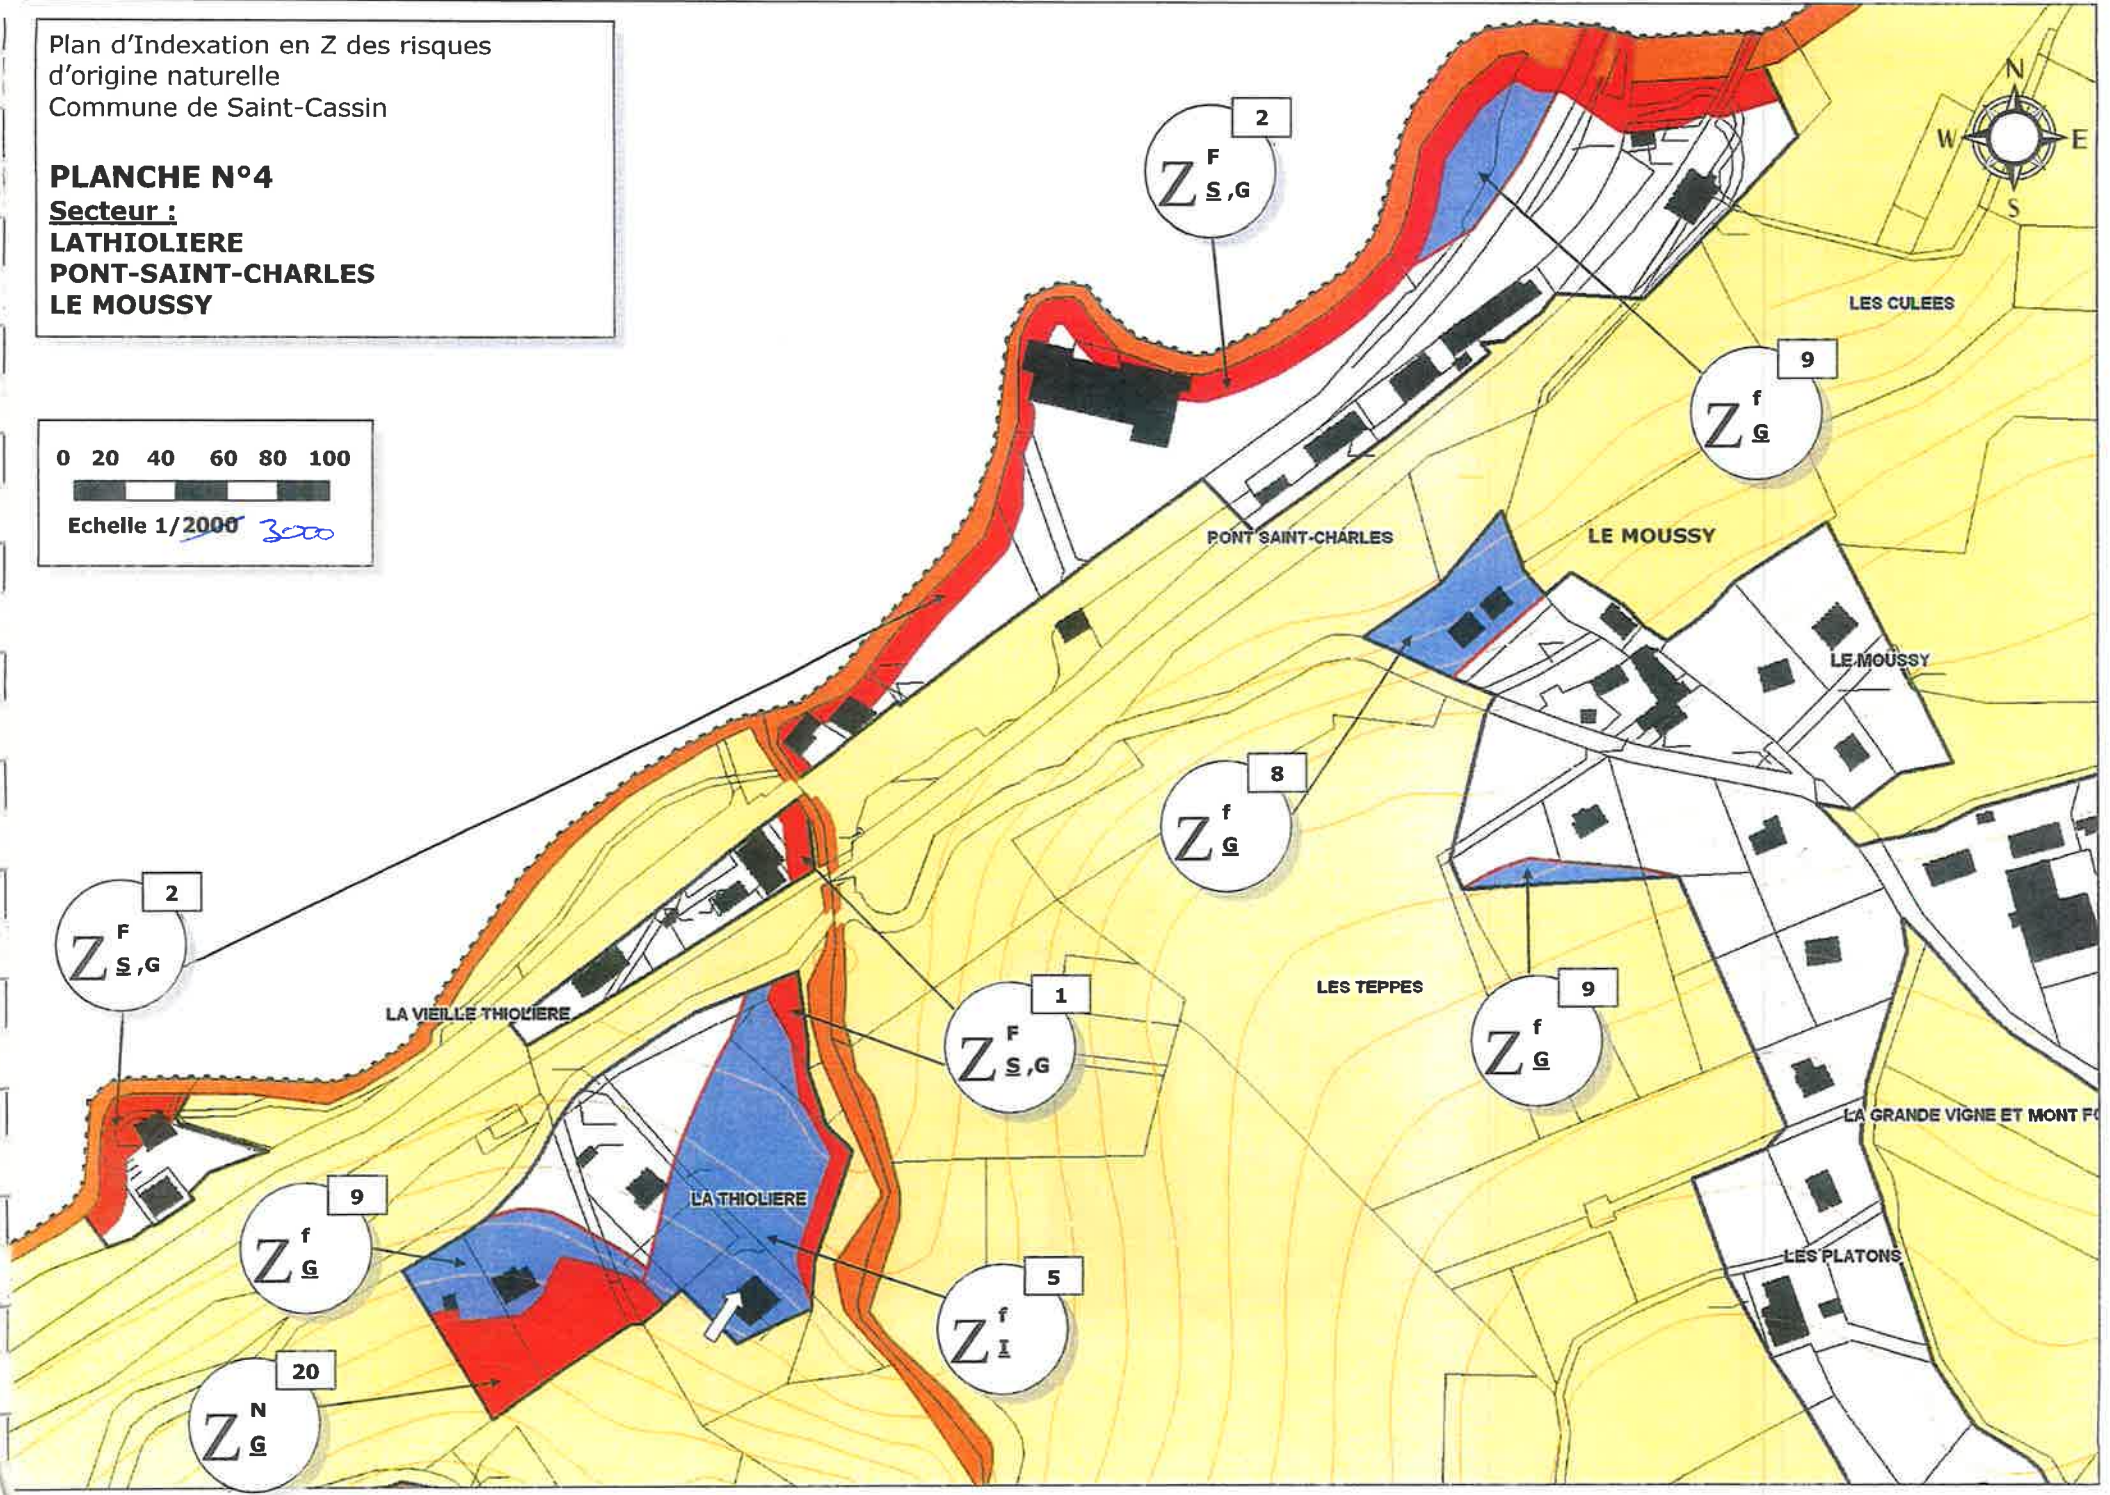 Plan d'Indexation en Z des risques
d'origine naturelle
Commune de Saint-Cassin
PLANCHE N°4
Secteur :
LATHIOLIERE
PONT-SAINT-CHARLES
LE MOUSSY
0 20 40 60 80 100
Echelle 1/2000 3000
N
W E
S
2
Z F
S,G
9
Z f
G
LES CULEES
PONT SAINT-CHARLES
LE MOUSSY
LE MOUSSY
8
Z f
G
2
Z F
S,G
LA VIEILLE THIOLIERE
1
Z F
S,G
LES TEPPES
9
Z f
G
LA GRANDE VIGNE ET MONT
LA THIOLIERE
9
Z f
G
LES PLATONS
5
Z f
I
20
Z N
G